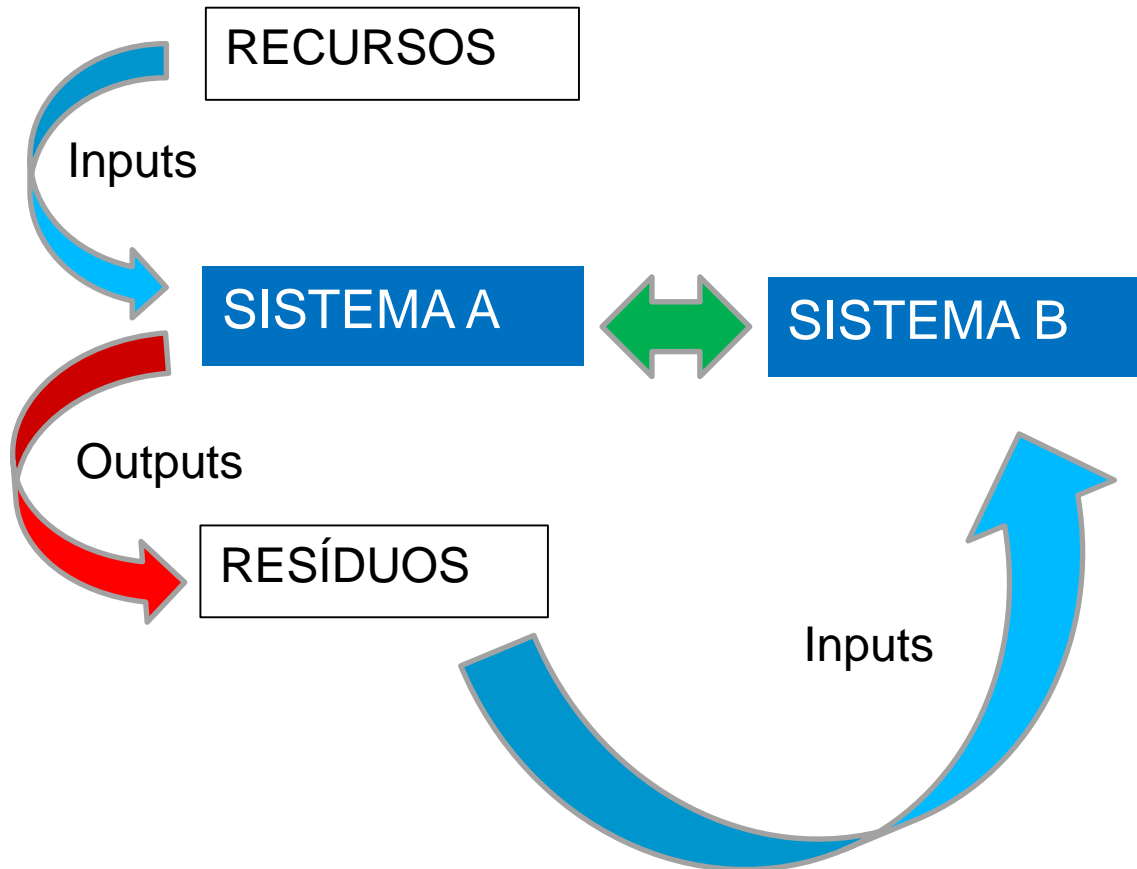 RECURSOS
Inputs
SISTEMA A
SISTEMA B
Outputs
RESÍDUOS
Inputs